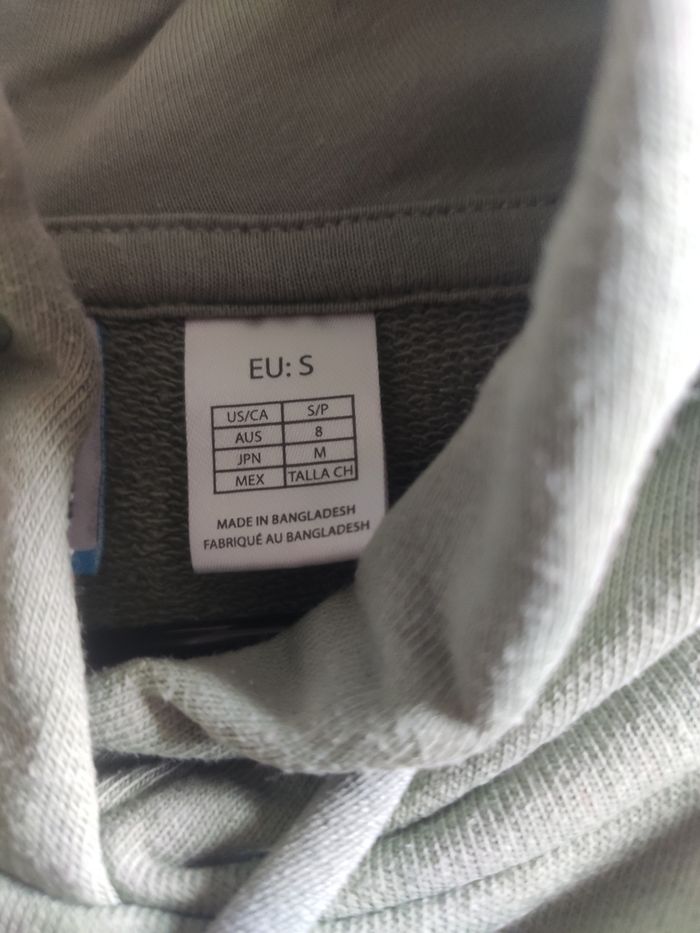 EU: S
US/CA S/P
AUS 8
JPN M
MEX TALLA CH
MADE IN BANGLADESH
FABRIQUÉ AU BANGLADESH